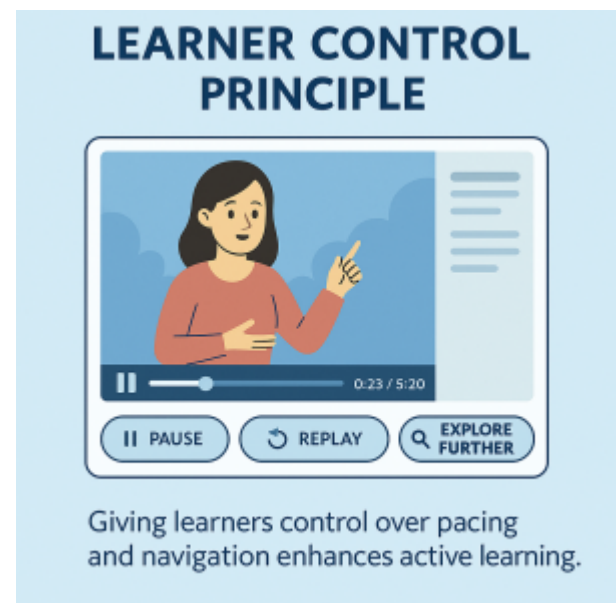 LEARNER CONTROL
PRINCIPLE
0:23 / 5:20
PAUSE
REPLAY
EXPLORE
FURTHER
Giving learners control over pacing
and navigation enhances active learning.